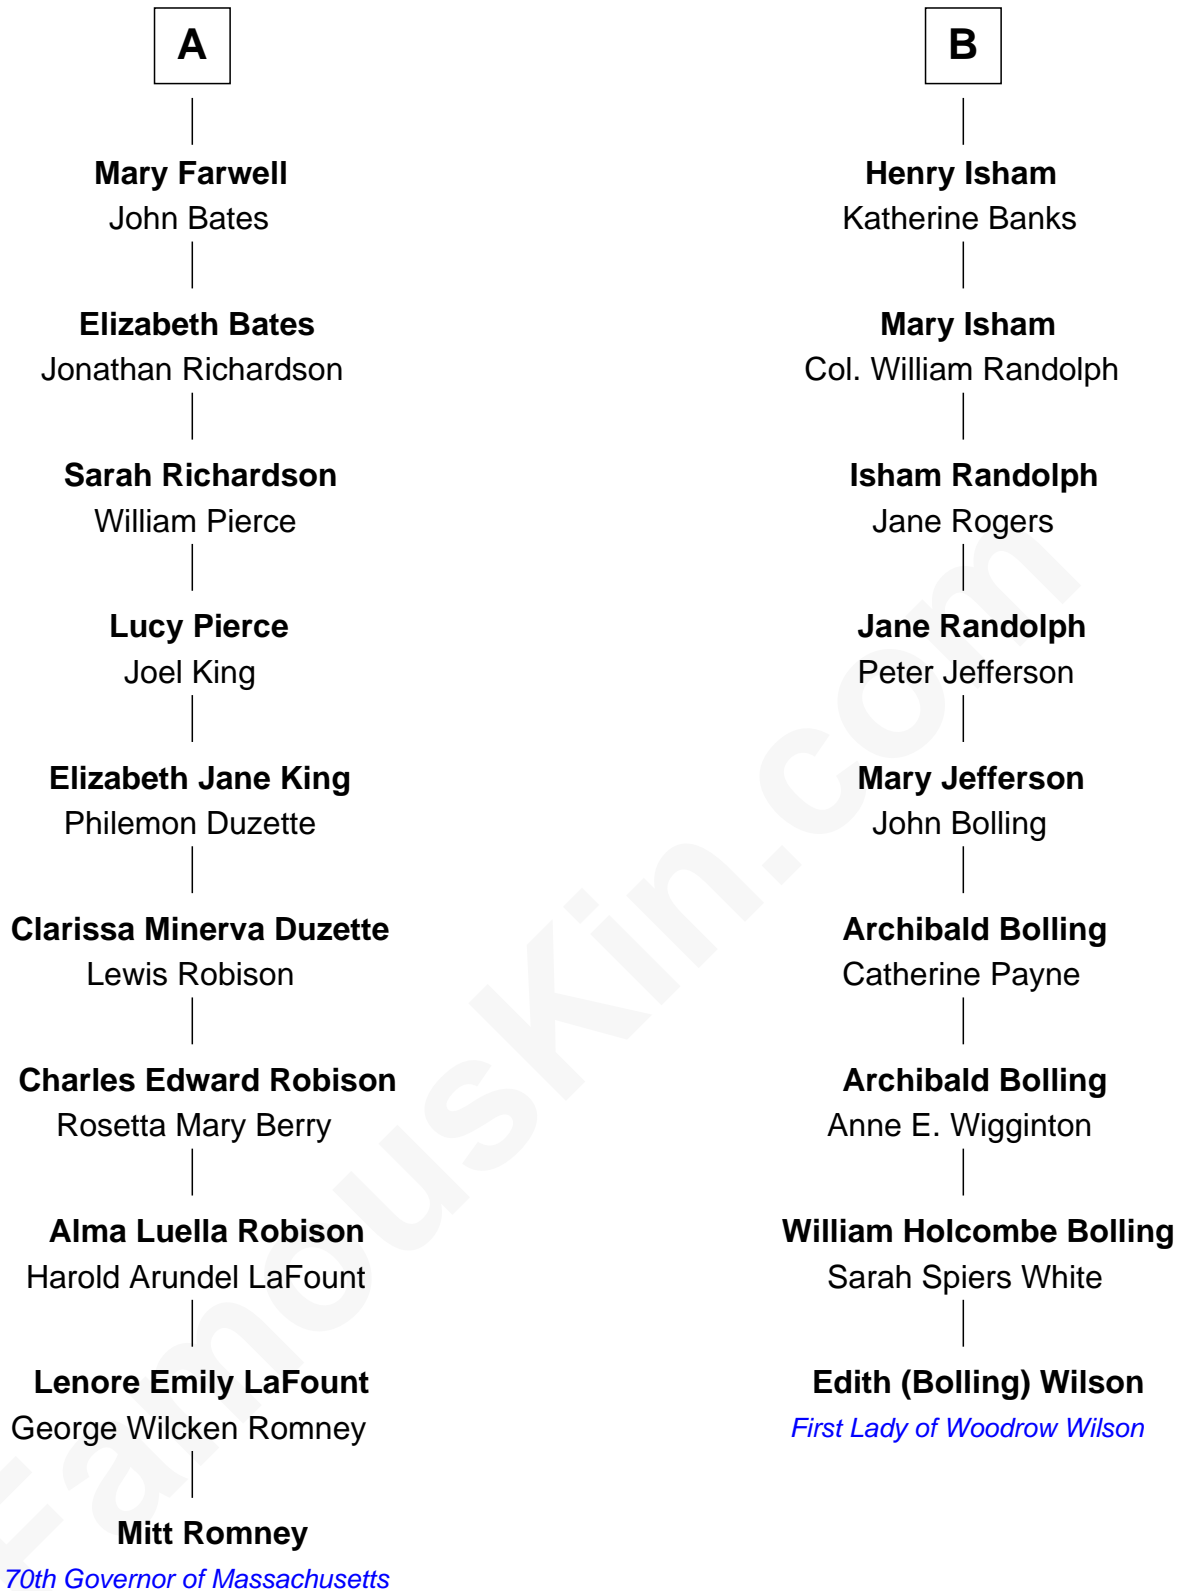 A
Mary Farwell
John Bates
Elizabeth Bates
Jonathan Richardson
Sarah Richardson
William Pierce
Lucy Pierce
Joel King
Elizabeth Jane King
Philemon Duzette
Clarissa Minerva Duzette
Lewis Robison
Charles Edward Robison
Rosetta Mary Berry
Alma Luella Robison
Harold Arundel LaFount
Lenore Emily LaFount
George Wilcken Romney
Mitt Romney
70th Governor of Massachusetts
B
Henry Isham
Katherine Banks
Mary Isham
Col. William Randolph
Isham Randolph
Jane Rogers
Jane Randolph
Peter Jefferson
Mary Jefferson
John Bolling
Archibald Bolling
Catherine Payne
Archibald Bolling
Anne E. Wigginton
William Holcombe Bolling
Sarah Spiers White
Edith (Bolling) Wilson
First Lady of Woodrow Wilson
FamousKin.com